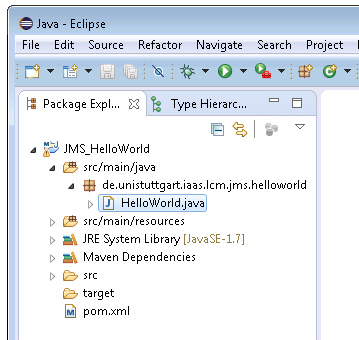 Java - Eclipse
File Edit Source Refactor Navigate Search Project
Package Expl... Type Hierarc...
JMS_HelloWorld
src/main/java
de.unistuttgart.iaas.lcm.jms.helloworld
HelloWorld.java
src/main/resources
JRE System Library [JavaSE-1.7]
Maven Dependencies
src
target
pom.xml